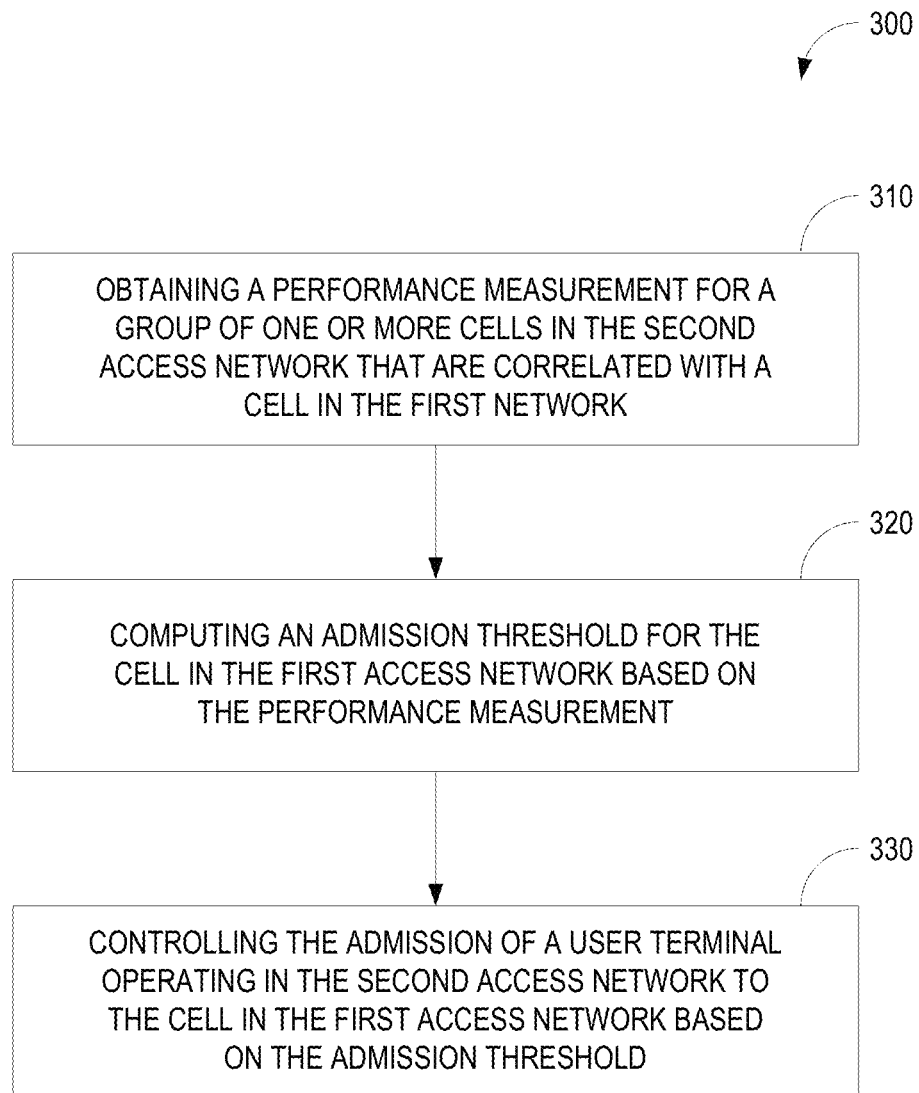 300
310
OBTAINING A PERFORMANCE MEASUREMENT FOR A
GROUP OF ONE OR MORE CELLS IN THE SECOND
ACCESS NETWORK THAT ARE CORRELATED WITH A
CELL IN THE FIRST NETWORK
320
COMPUTING AN ADMISSION THRESHOLD FOR THE
CELL IN THE FIRST ACCESS NETWORK BASED ON
THE PERFORMANCE MEASUREMENT
330
CONTROLLING THE ADMISSION OF A USER TERMINAL
OPERATING IN THE SECOND ACCESS NETWORK TO
THE CELL IN THE FIRST ACCESS NETWORK BASED
ON THE ADMISSION THRESHOLD